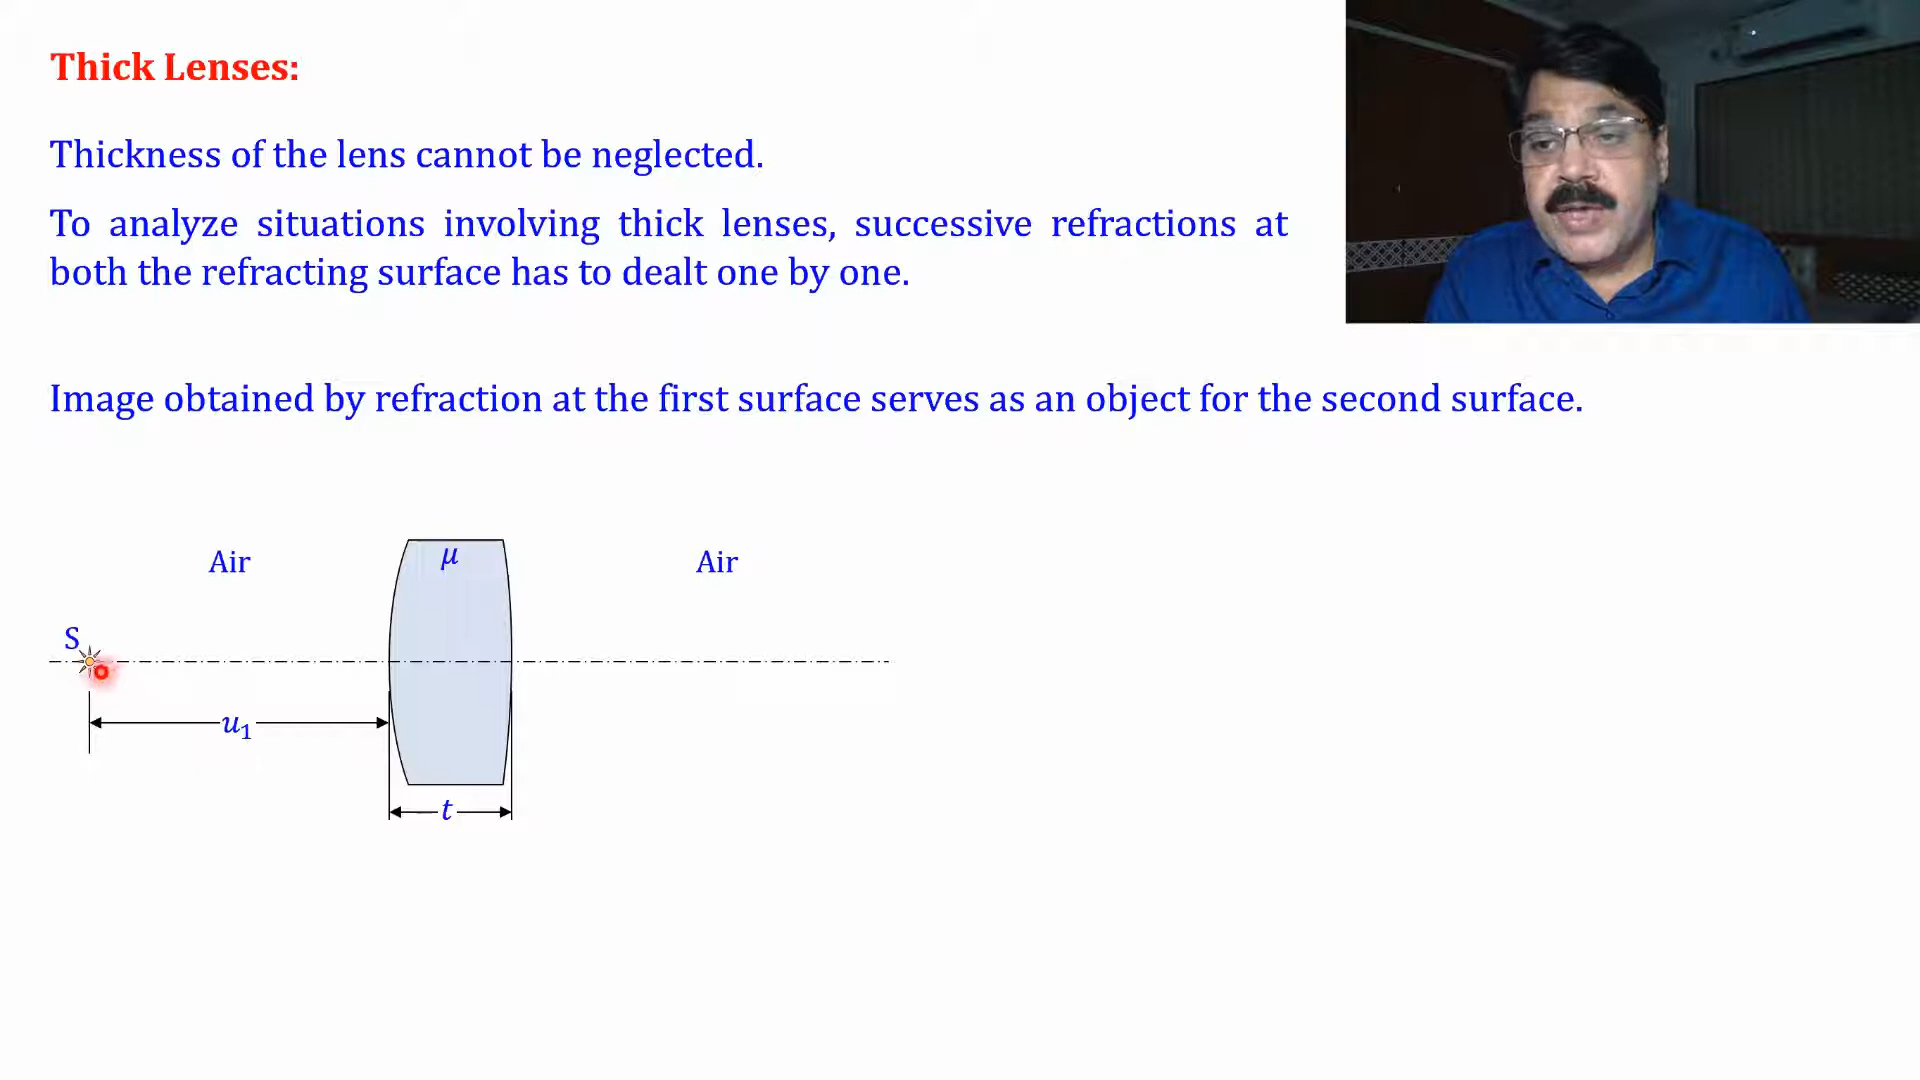 Thick Lenses:
Thickness of the lens cannot be neglected.
To analyze situations involving thick lenses, successive refractions at
both the refracting surface has to dealt one by one.
Image obtained by refraction at the first surface serves as an object for the second surface.
Air
μ
Air
S
u₁
t